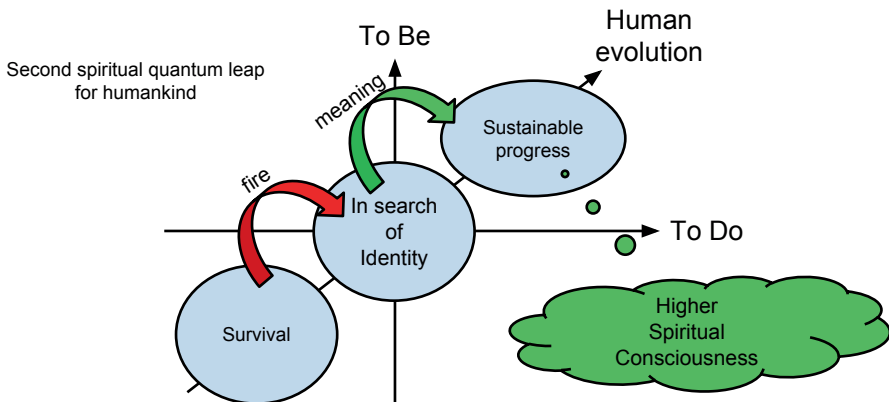 Second spiritual quantum leap
for humankind
To Be
Human
evolution
meaning
Sustainable
progress
fire
In search
of
Identity
To Do
Survival
Higher
Spiritual
Consciousness